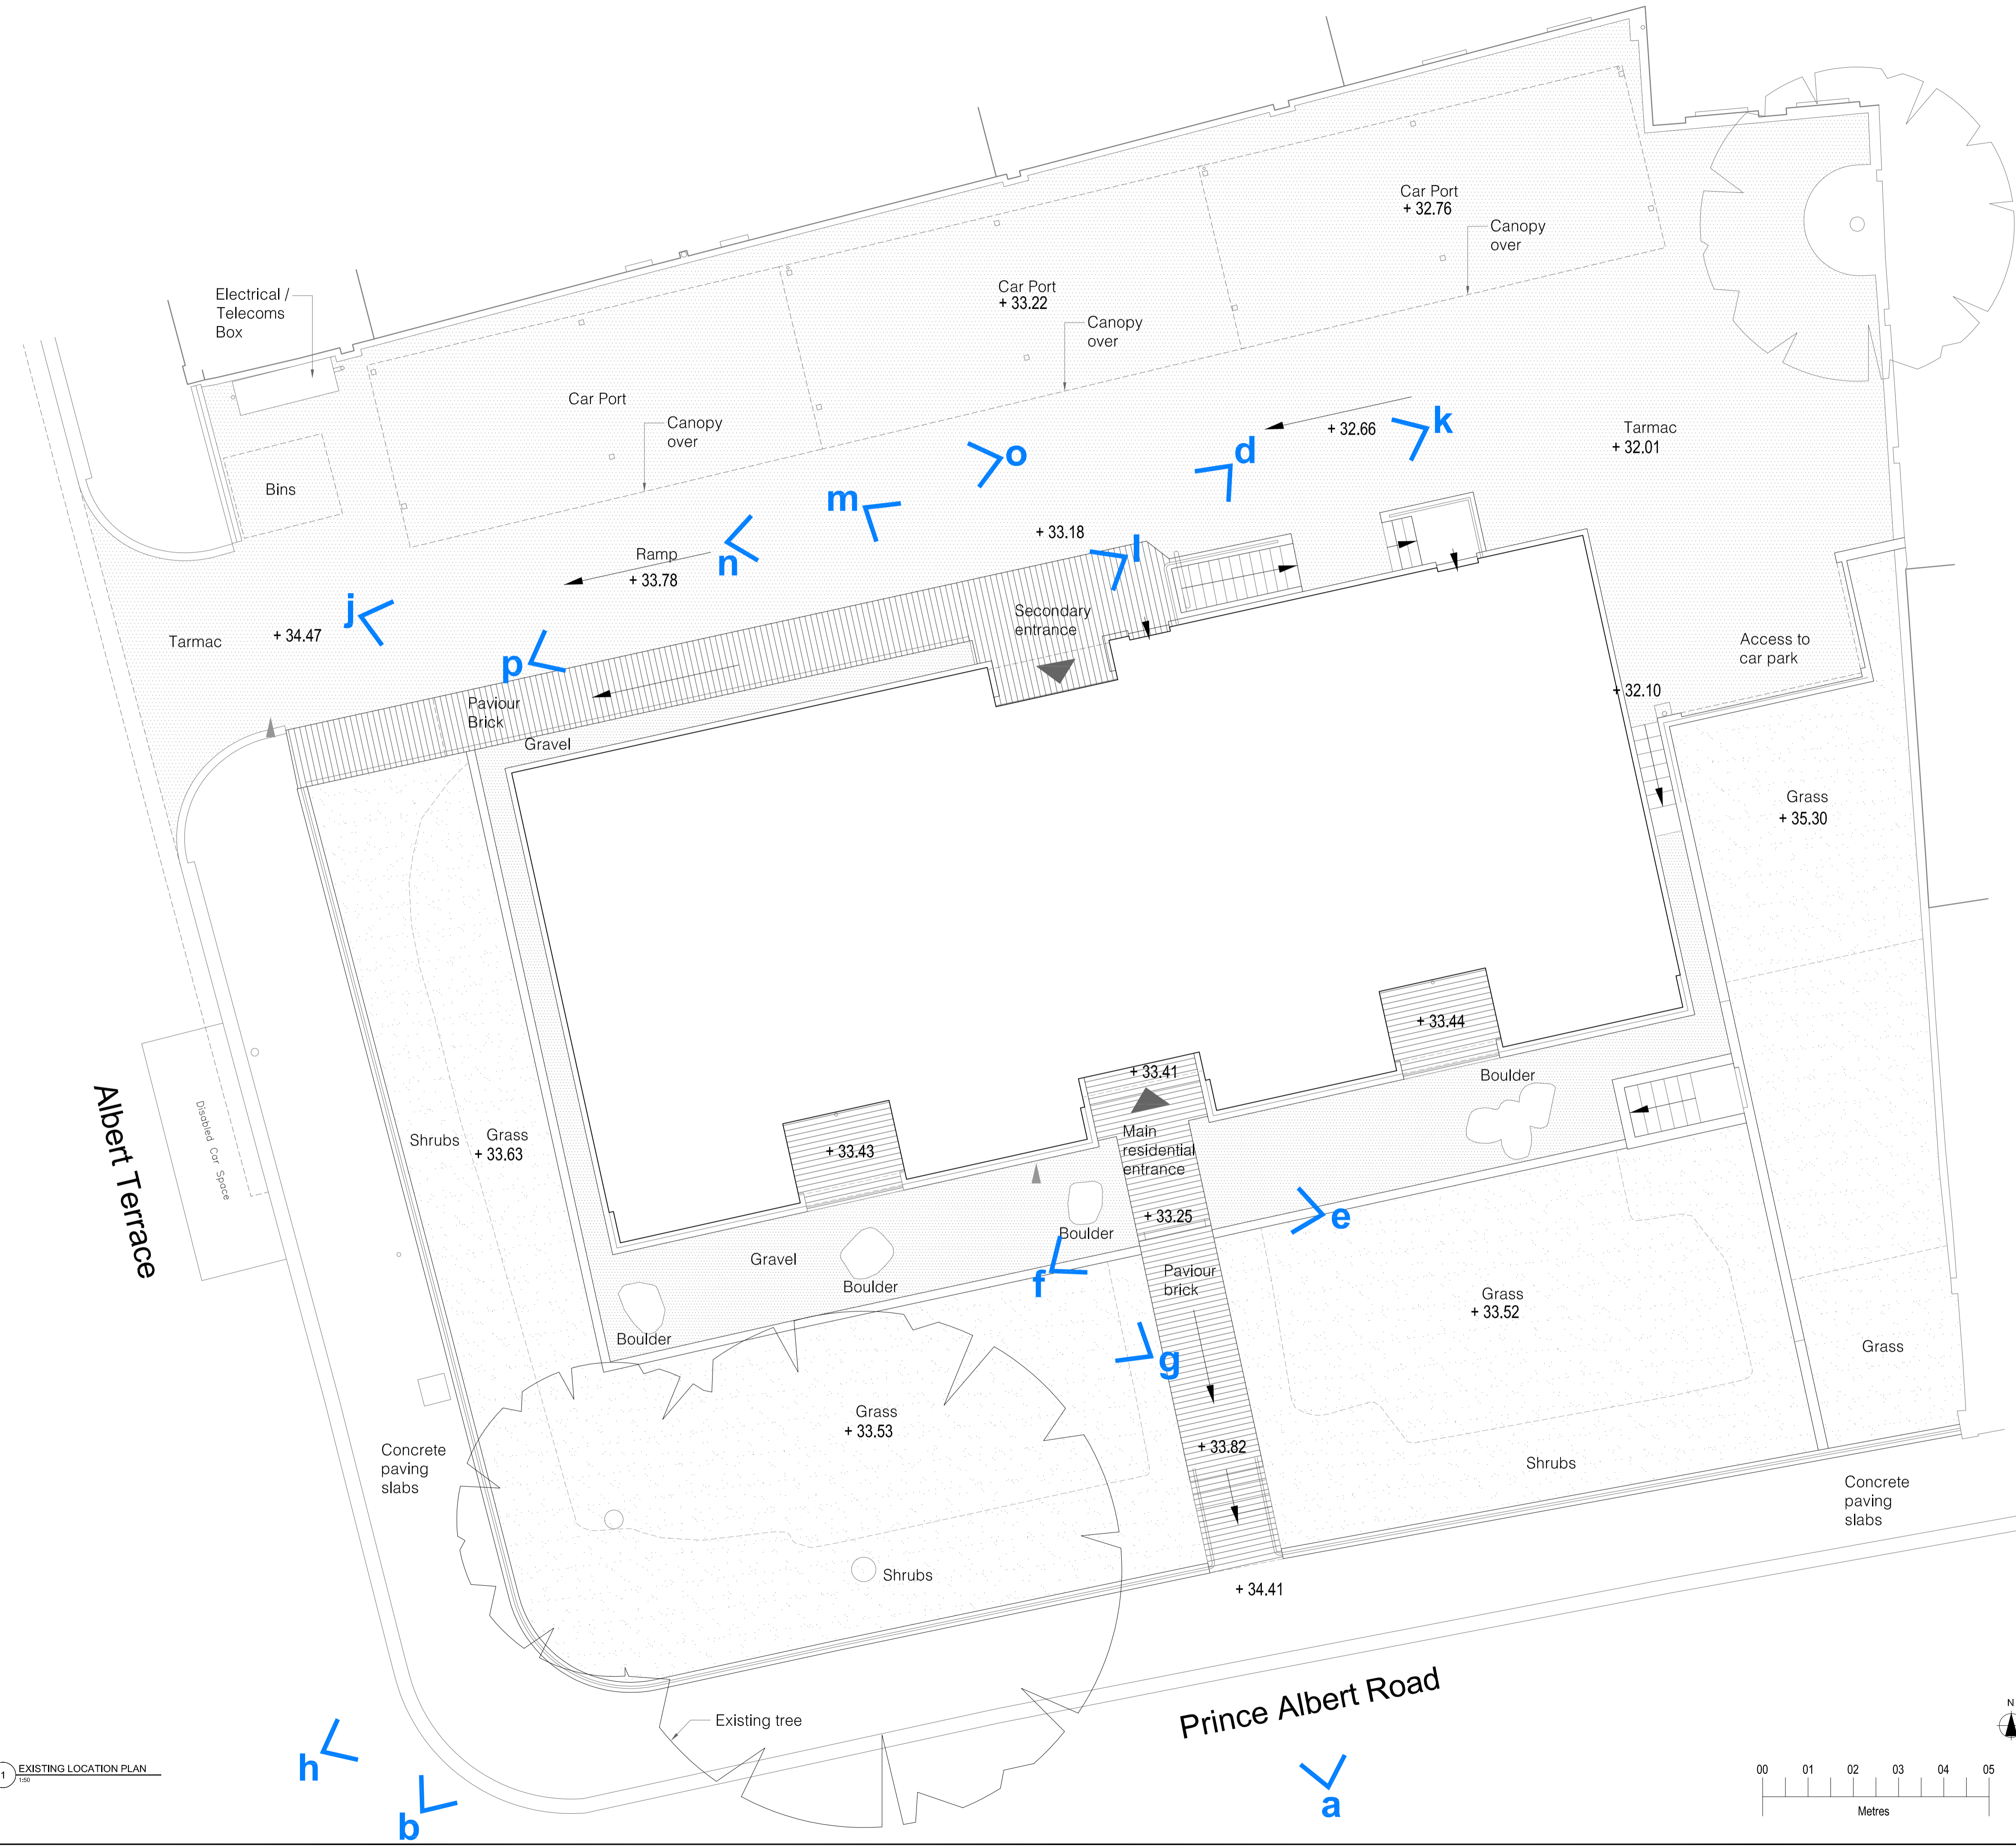 Car Port
+ 32.76
Canopy
over
Electrical /
Telecoms
Box
Car Port
+ 33.22
Canopy
over
Car Port
Canopy
over
+ 32.66
k
Tarmac
+ 32.01
d
o
Bins
m
+ 33.18
l
Ramp
+ 33.78
n
j
Tarmac
+ 34.47
Secondary
entrance
p
Access to
car park
+ 32.10
Paviour
Brick
Gravel
Grass
+ 35.30
+ 33.44
+ 33.41
Boulder
Albert Terrace
Disabled Car Space
Shrubs
Grass
+ 33.63
+ 33.43
Main
residential
entrance
+ 33.25
e
Boulder
Gravel
Boulder
f
Paviour
brick
Grass
+ 33.52
Boulder
g
Grass
Grass
+ 33.53
Concrete
paving
slabs
+ 33.82
Shrubs
Concrete
paving
slabs
Shrubs
+ 34.41
Prince Albert Road
Existing tree
N
h
1
EXISTING LOCATION PLAN
1:50
b
a
00 01 02 03 04 05
Metres